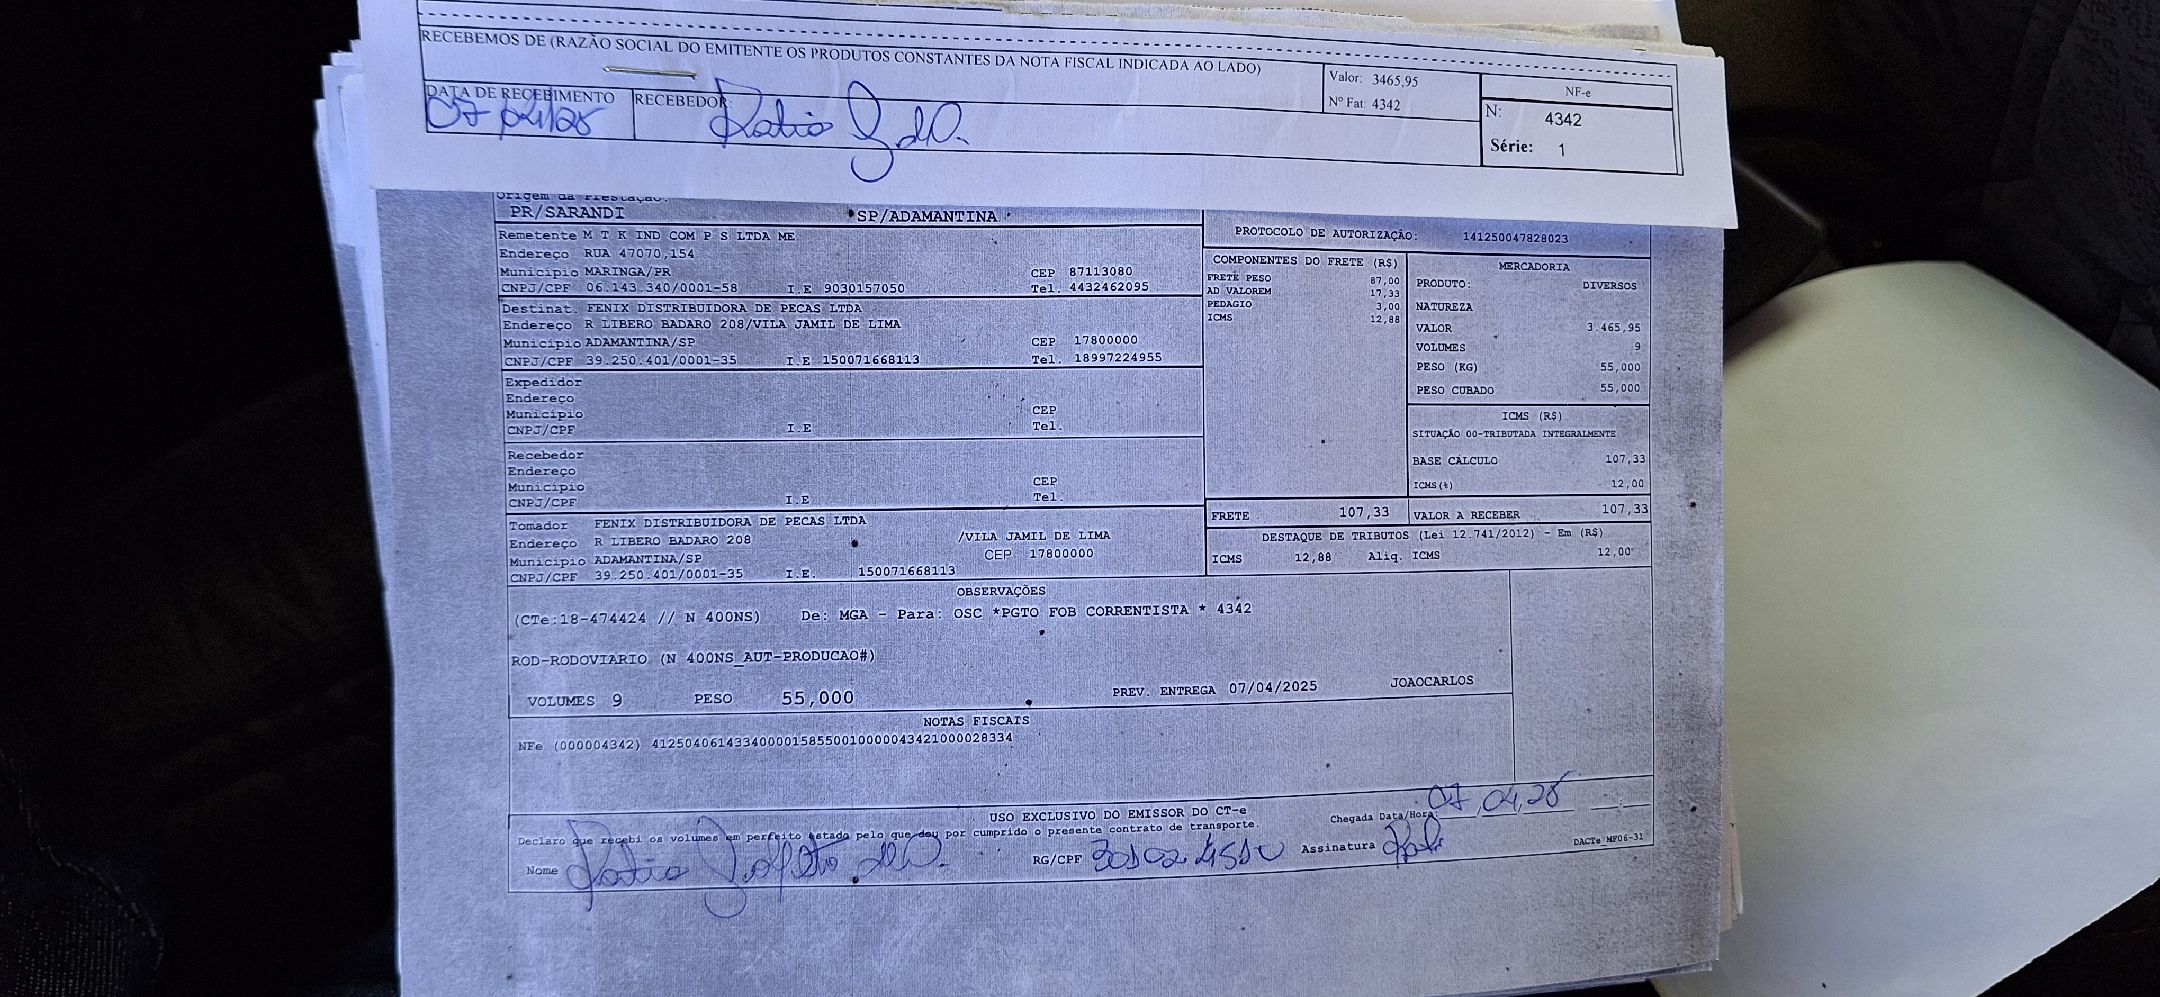 RECEBEMOS DE (RAZÃO SOCIAL DO EMITENTE OS PRODUTOS CONSTANTES DA NOTA FISCAL INDICADA AO LADO)
Valor: 3465,95
Nº Fat: 4342
NF-e
N: 4342
Série: 1
DATA DE RECEBIMENTO
07/04/25
RECEBEDOR:
Origem da Prestação:
PR/SARANDI SP/ADAMANTINA
Remetente M T K IND COM P S LTDA ME
Endereço RUA 47070,154
Município MARINGA/PR CEP 87113080
CNPJ/CPF 06.143.340/0001-58 I.E 9030157050 Tel. 4432462095
Destinat. FENIX DISTRIBUIDORA DE PECAS LTDA
Endereço R LIBERO BADARO 208/VILA JAMIL DE LIMA
Município ADAMANTINA/SP CEP 17800000
CNPJ/CPF 39.250.401/0001-35 I.E 150071668113 Tel. 18997224955
Expedidor
Endereço
Município CEP
CNPJ/CPF I.E Tel.
Recebedor
Endereço
Município CEP
CNPJ/CPF I.E Tel.
Tomador FENIX DISTRIBUIDORA DE PECAS LTDA
Endereço R LIBERO BADARO 208 /VILA JAMIL DE LIMA
Município ADAMANTINA/SP CEP 17800000
CNPJ/CPF 39.250.401/0001-35 I.E. 150071668113
PROTOCOLO DE AUTORIZAÇÃO: 141250047828023
COMPONENTES DO FRETE (R$)
FRETE PESO 87,00
AD VALOREM 17,33
PEDAGIO 3,00
ICMS 12,88
MERCADORIA
PRODUTO: DIVERSOS
NATUREZA
VALOR 3.465,95
VOLUMES 9
PESO (KG) 55,000
PESO CUBADO 55,000
ICMS (R$)
SITUAÇÃO 00-TRIBUTADA INTEGRALMENTE
BASE CÁLCULO 107,33
ICMS(%) 12,00
FRETE 107,33 VALOR A RECEBER 107,33
DESTAQUE DE TRIBUTOS (Lei 12.741/2012) - Em (R$)
ICMS 12,88 Aliq. ICMS 12,00
OBSERVAÇÕES
(CTe:18-474424 // N 400NS) De: MGA - Para: OSC *PGTO FOB CORRENTISTA * 4342
ROD-RODOVIARIO (N 400NS_AUT-PRODUCAO#)
VOLUMES 9 PESO 55,000 PREV. ENTREGA 07/04/2025 JOAOCARLOS
NOTAS FISCAIS
NFe (000004342) 41250406143340000158550010000043421000028334
USO EXCLUSIVO DO EMISSOR DO CT-e
Declaro que recebi os volumes em perfeito estado pelo que dou por cumprido o presente contrato de transporte.
Chegada Data/Hora: 07 04 25
Nome RG/CPF Assinatura
DACTe MF06-31